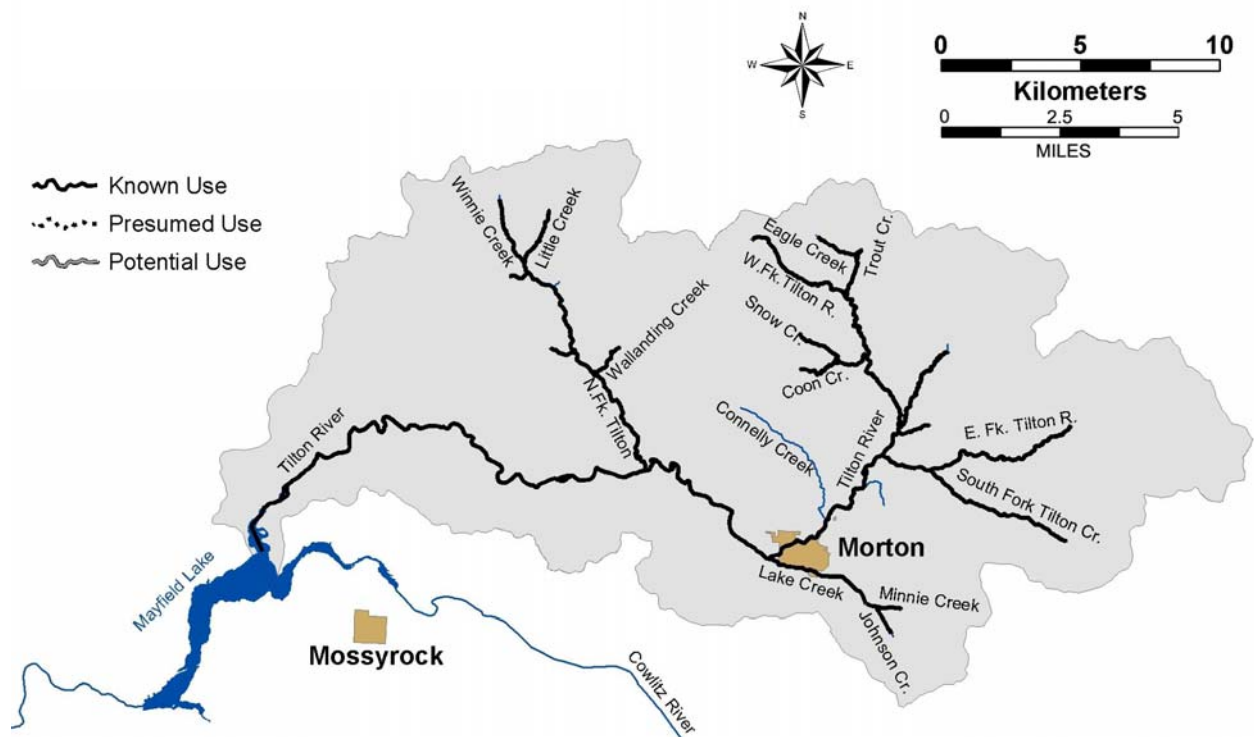 N
W
E
S
0 5 10
Kilometers
0 2.5 5
MILES
Known Use
Presumed Use
Potential Use
Winnie Creek
Little Creek
Wallanding Creek
N.Fk. Tilton
Tilton River
Eagle Creek
Trout Cr.
W.Fk. Tilton R.
Snow Cr.
Coon Cr.
Connelly Creek
Tilton River
E. Fk. Tilton R.
South Fork Tilton Cr.
Morton
Lake Creek
Minnie Creek
Johnson Cr.
Mayfield Lake
Mossyrock
Cowlitz River